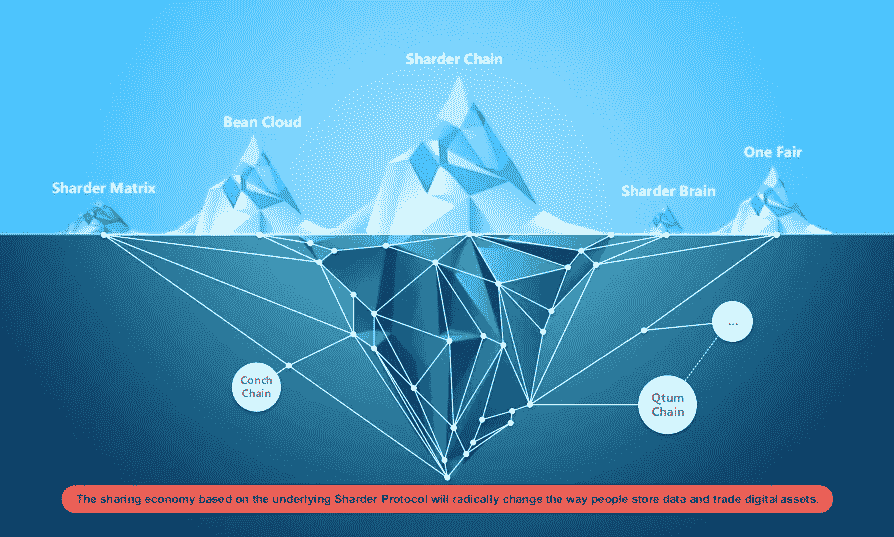 Sharder Chain
Bean Cloud
One Fair
Sharder Matrix
Sharder Brain
...
Conch
Chain
Qtum
Chain
The sharing economy based on the underlying Sharder Protocol will radically change the way people store data and trade digital assets.